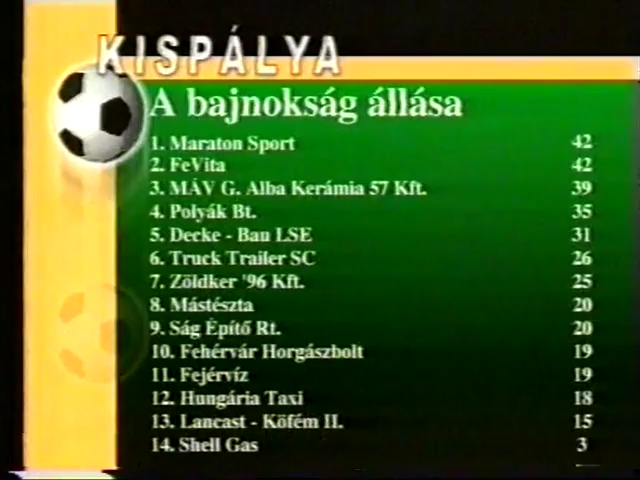 KISPÁLYA
A bajnokság állása
1. Maraton Sport 42
2. FeVita 42
3. MÁV G. Alba Kerámia 57 Kft. 39
4. Polyák Bt. 35
5. Decke - Bau LSE 31
6. Truck Trailer SC 26
7. Zöldker '96 Kft. 25
8. Mástészta 20
9. Ság Építő Rt. 20
10. Fehérvár Horgászbolt 19
11. Fejérvíz 19
12. Hungária Taxi 18
13. Lancast - Köfém II. 15
14. Shell Gas 3